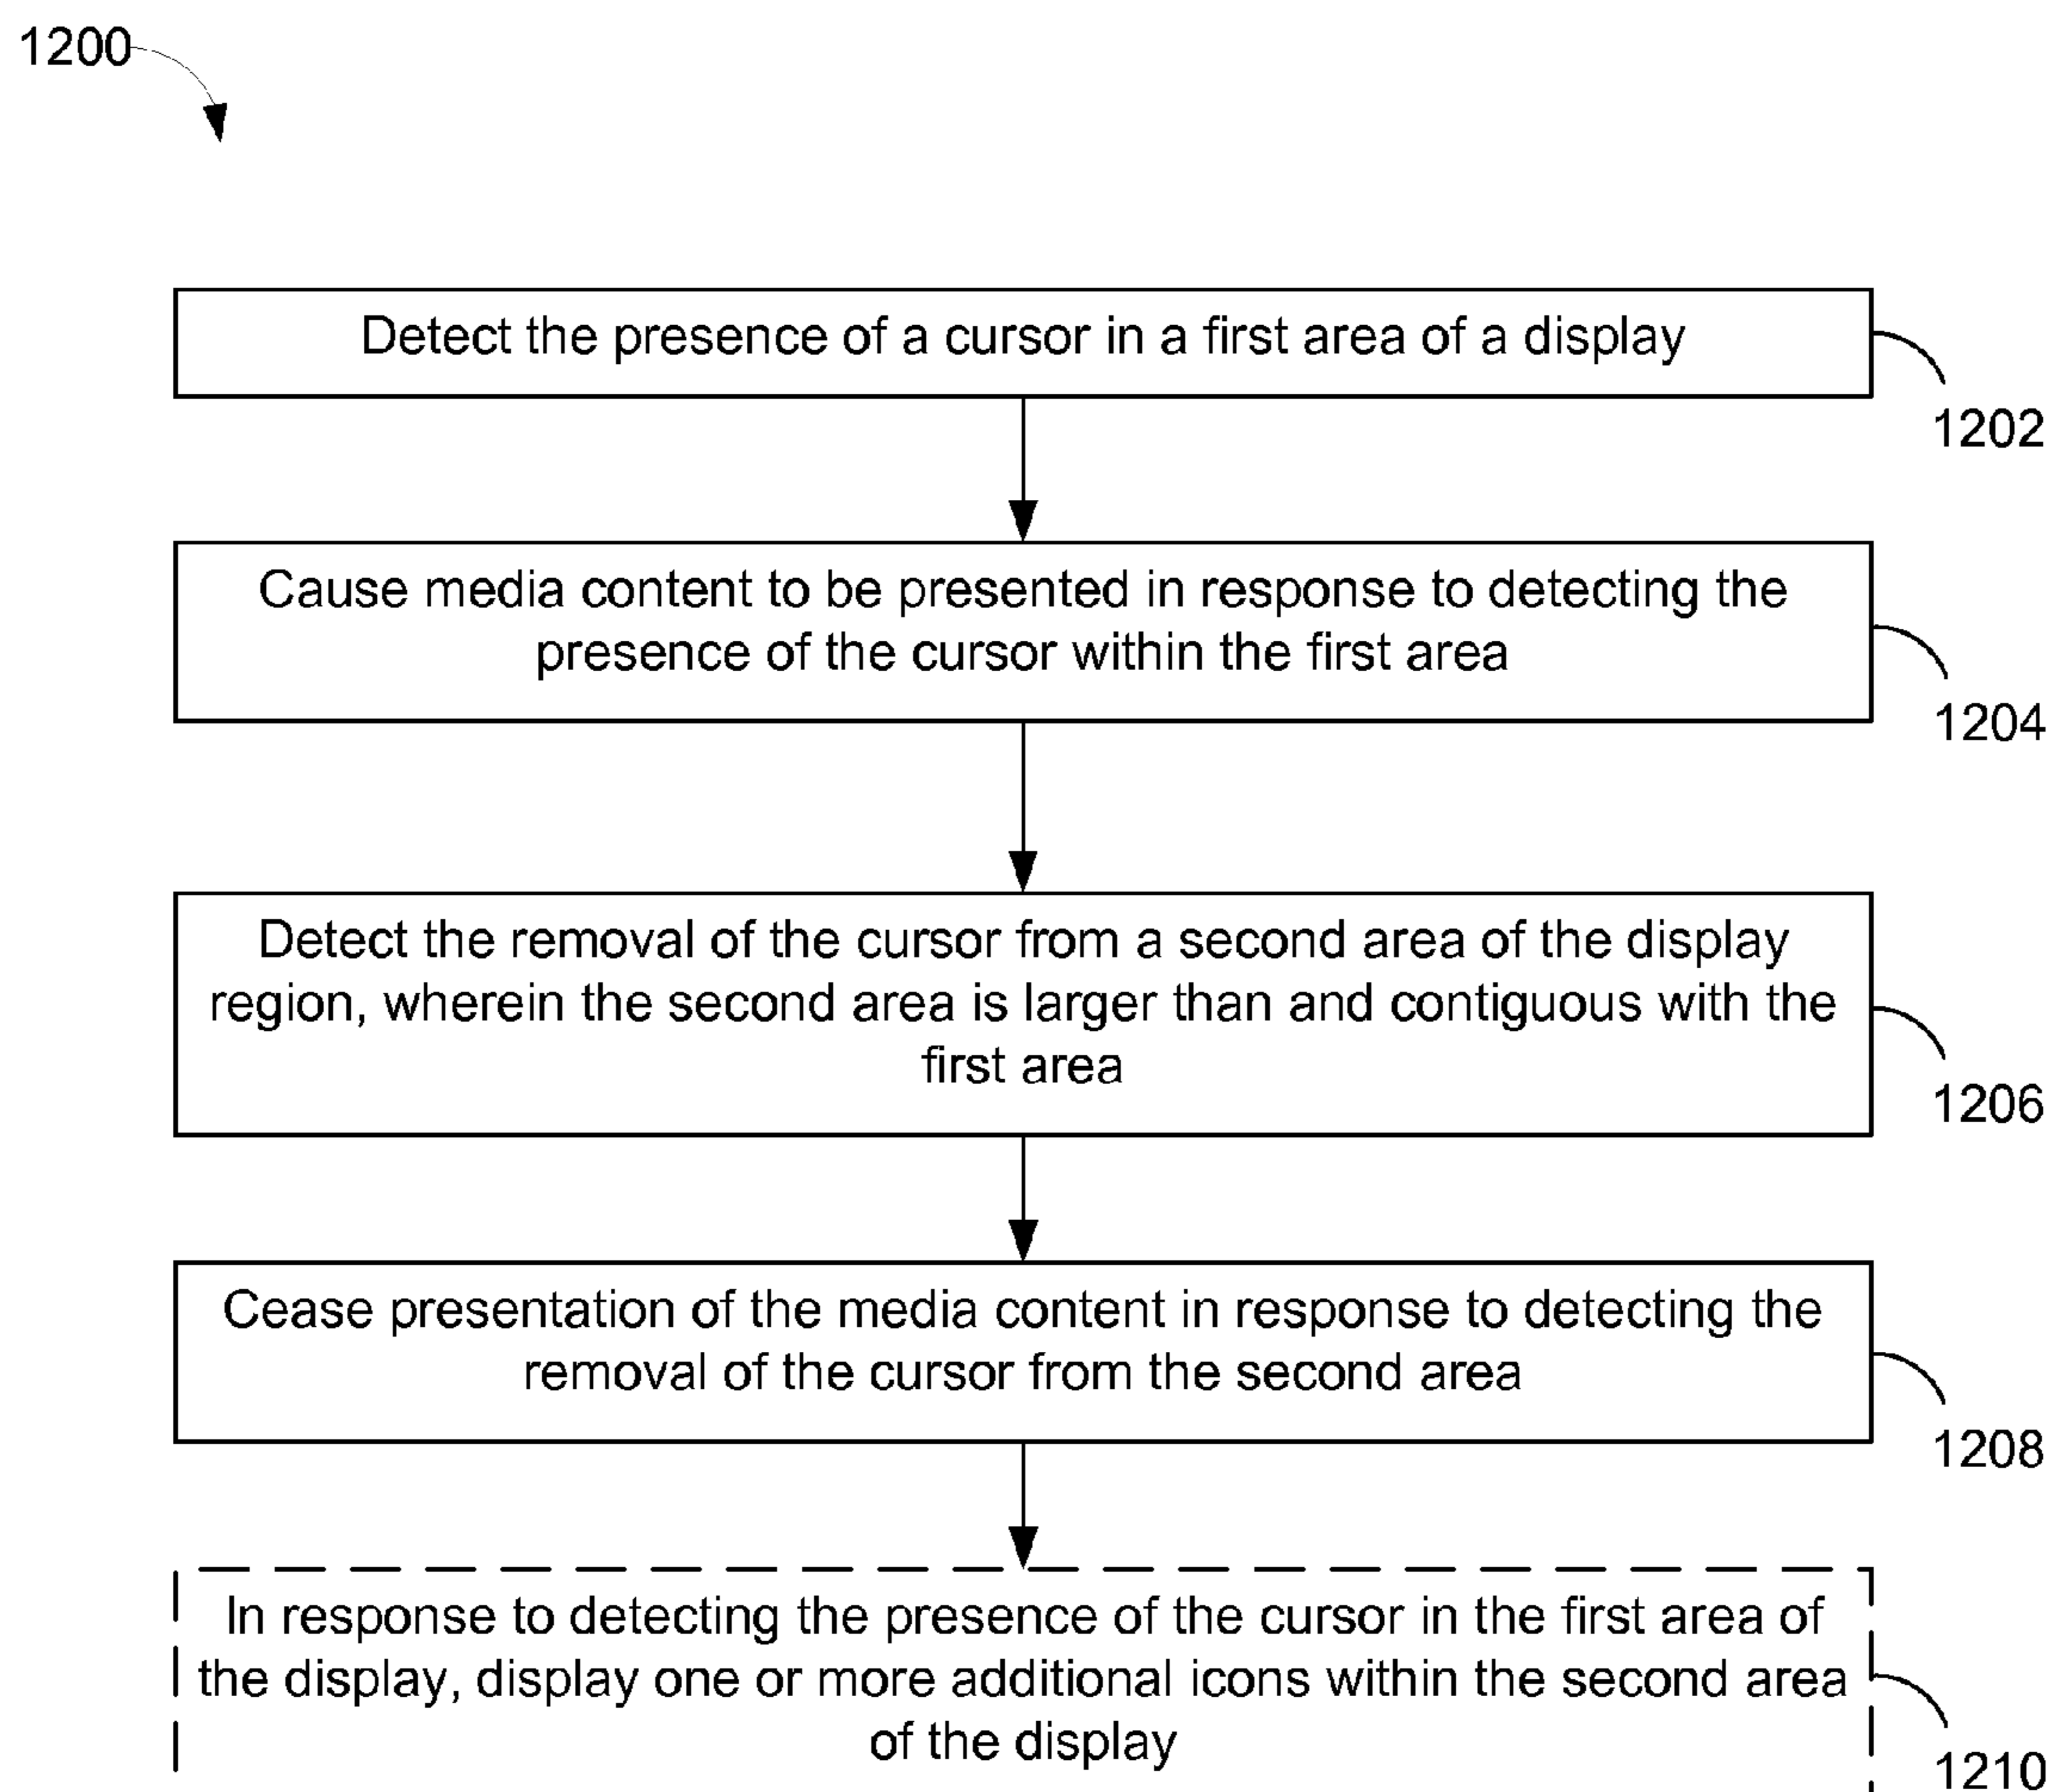 1200
Detect the presence of a cursor in a first area of a display
1202
Cause media content to be presented in response to detecting the
presence of the cursor within the first area
1204
Detect the removal of the cursor from a second area of the display
region, wherein the second area is larger than and contiguous with the
first area
1206
Cease presentation of the media content in response to detecting the
removal of the cursor from the second area
1208
In response to detecting the presence of the cursor in the first area of
the display, display one or more additional icons within the second area
of the display
1210